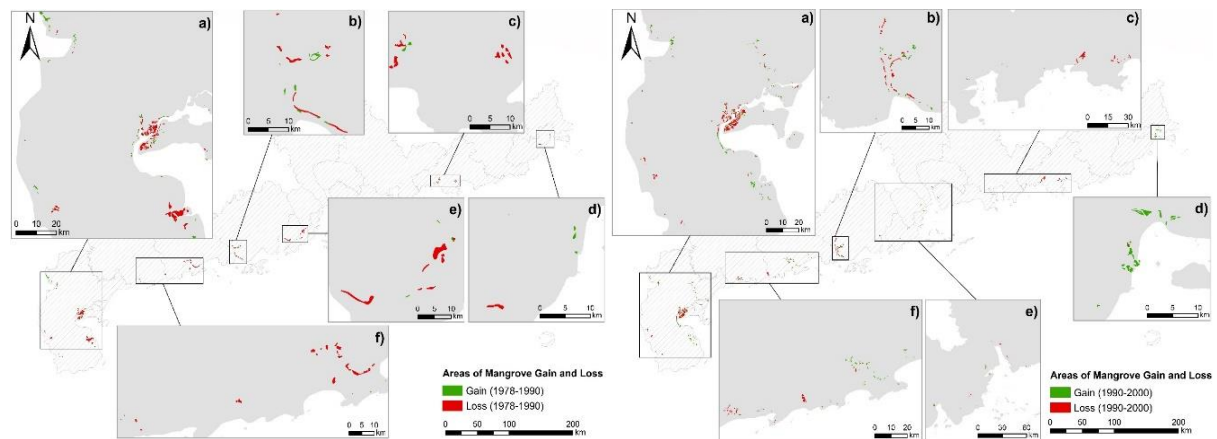 N
a)
0 10 20
km
b)
0 5 10
km
c)
0 5 10
km
e)
0 5 10
km
d)
0 5 10
km
f)
0 5 10
km
Areas of Mangrove Gain and Loss
Gain (1978-1990)
Loss (1978-1990)
0 50 100 200
km
N
a)
0 10 20
km
b)
0 5 10
km
c)
0 15 30
km
d)
0 5 10
km
f)
0 10 20
km
e)
0 30 60
km
Areas of Mangrove Gain and Loss
Gain (1990-2000)
Loss (1990-2000)
0 50 100 200
km